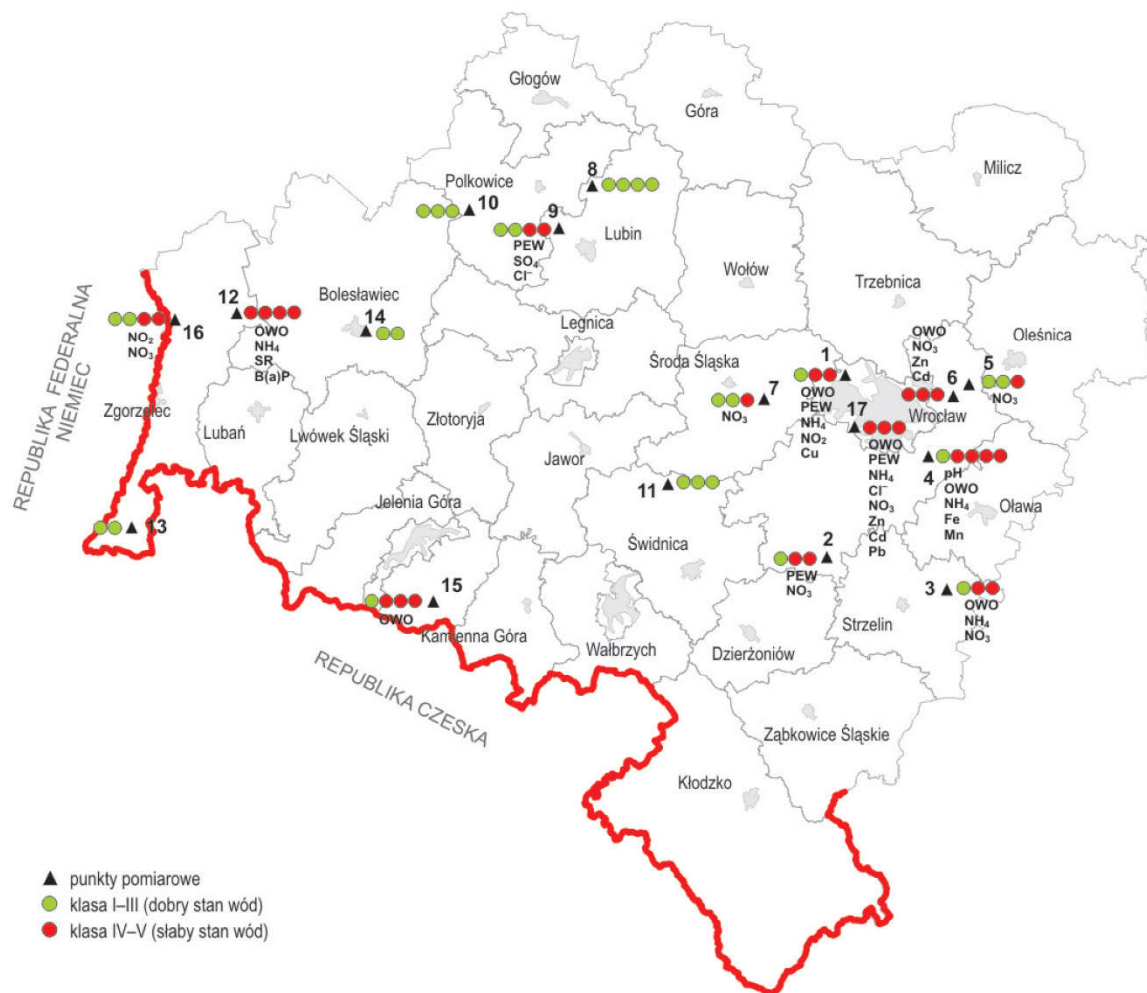 Głogów
Góra
Milicz
Polkowice
8
10
9
PEW
SO₄
Cl⁻
Lubin
Wołów
Trzebnica
REPUBLIKA FEDERALNA
NIEMIEC
12
OWO
NH₄
SR
B(a)P
Bolesławiec
14
16
NO₂
NO₃
Legnica
Środa Śląska
1
OWO
PEW
NH₄
NO₂
Cu
OWO
NO₃
Zn
Cd
6
5
NO₃
Oleśnica
7
NO₃
Wrocław
17
OWO
PEW
NH₄
Cl⁻
NO₃
Zn
Cd
Pb
Zgorzelec
Lubań
Lwówek Śląski
Złotoryja
Jawor
4
pH
OWO
NH₄
Fe
Mn
Oława
11
Jelenia Góra
13
Świdnica
2
PEW
NO₃
15
OWO
Kamienna Góra
Wałbrzych
Dzierżoniów
Strzelin
3
OWO
NH₄
NO₃
REPUBLIKA CZESKA
Ząbkowice Śląskie
Kłodzko
punkty pomiarowe
klasa I–III (dobry stan wód)
klasa IV–V (słaby stan wód)